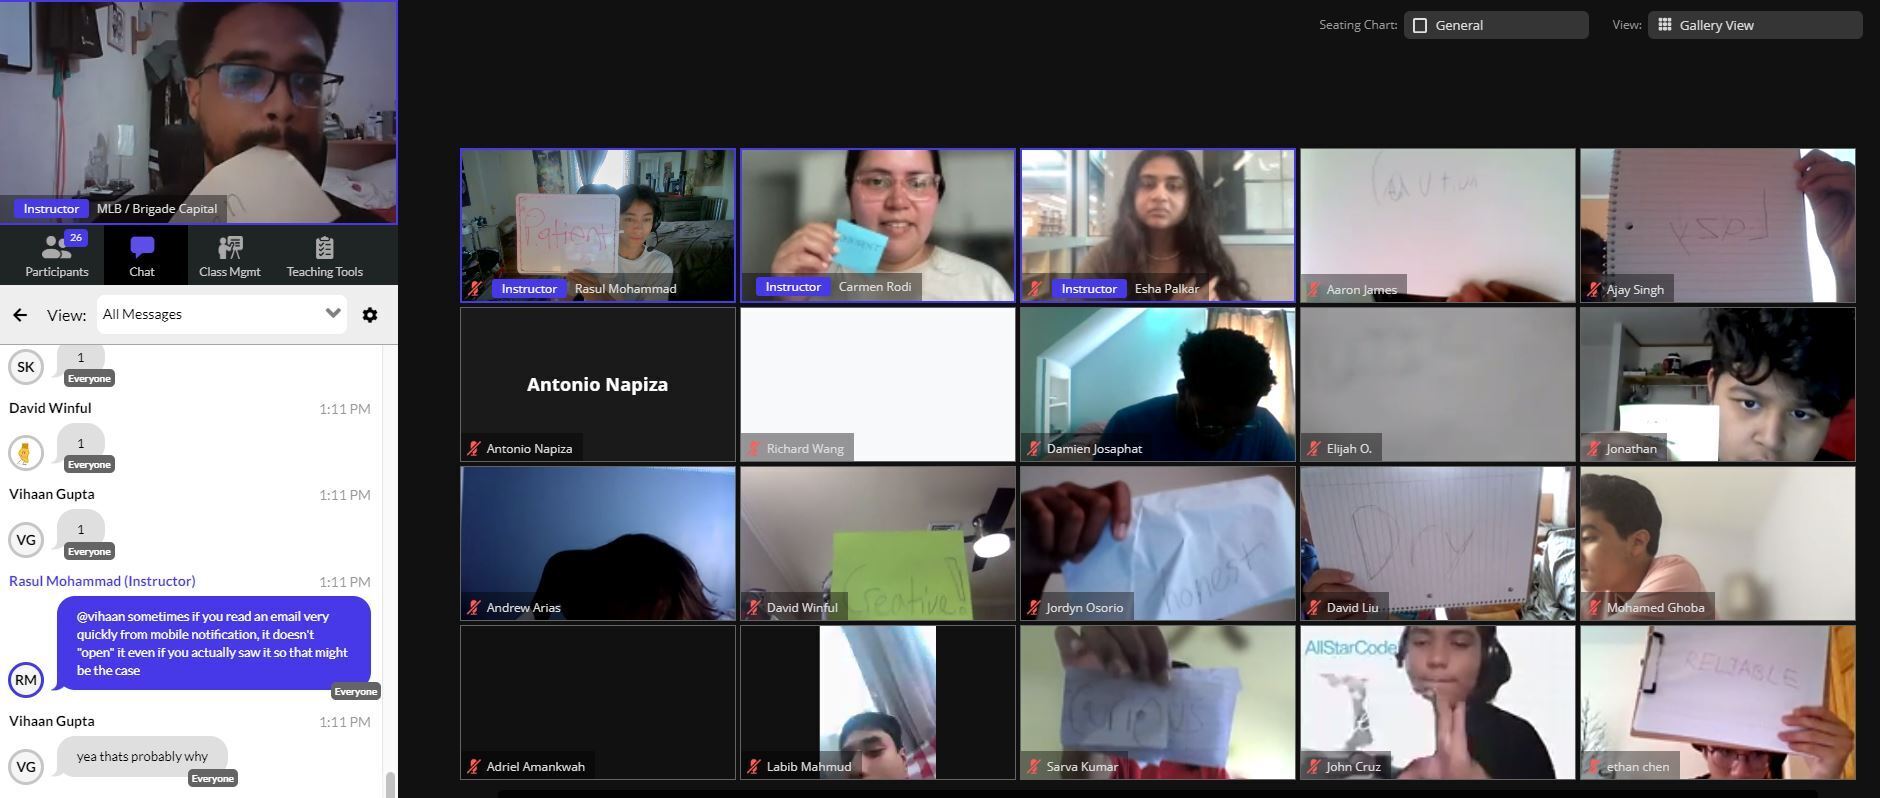 Seating Chart:
General
View:
Gallery View
Instructor
MLB / Brigade Capital
26
Participants
Chat
Class Mgmt
Teaching Tools
View:
All Messages
SK
1
Everyone
David Winful
1:11 PM
1
Everyone
Vihaan Gupta
1:11 PM
VG
1
Everyone
Rasul Mohammad (Instructor)
1:11 PM
@vihaan sometimes if you read an email very
quickly from mobile notification, it doesn't
"open" it even if you actually saw it so that might
be the case
RM
Everyone
Vihaan Gupta
1:11 PM
VG
yea thats probably why
Everyone
Patient
Instructor
Rasul Mohammad
Instructor
Carmen Rodi
Instructor
Esha Palkar
Caution
Aaron James
Lazy
Ajay Singh
Antonio Napiza
Antonio Napiza
Richard Wang
Damien Josaphat
Elijah O.
Jonathan
Andrew Arias
Creative!
David Winful
honest
Jordyn Osorio
Dry
David Liu
Mohamed Ghoba
Adriel Amankwah
Labib Mahmud
Sarva Kumar
AllStarCode
John Cruz
RELIABLE
ethan chen